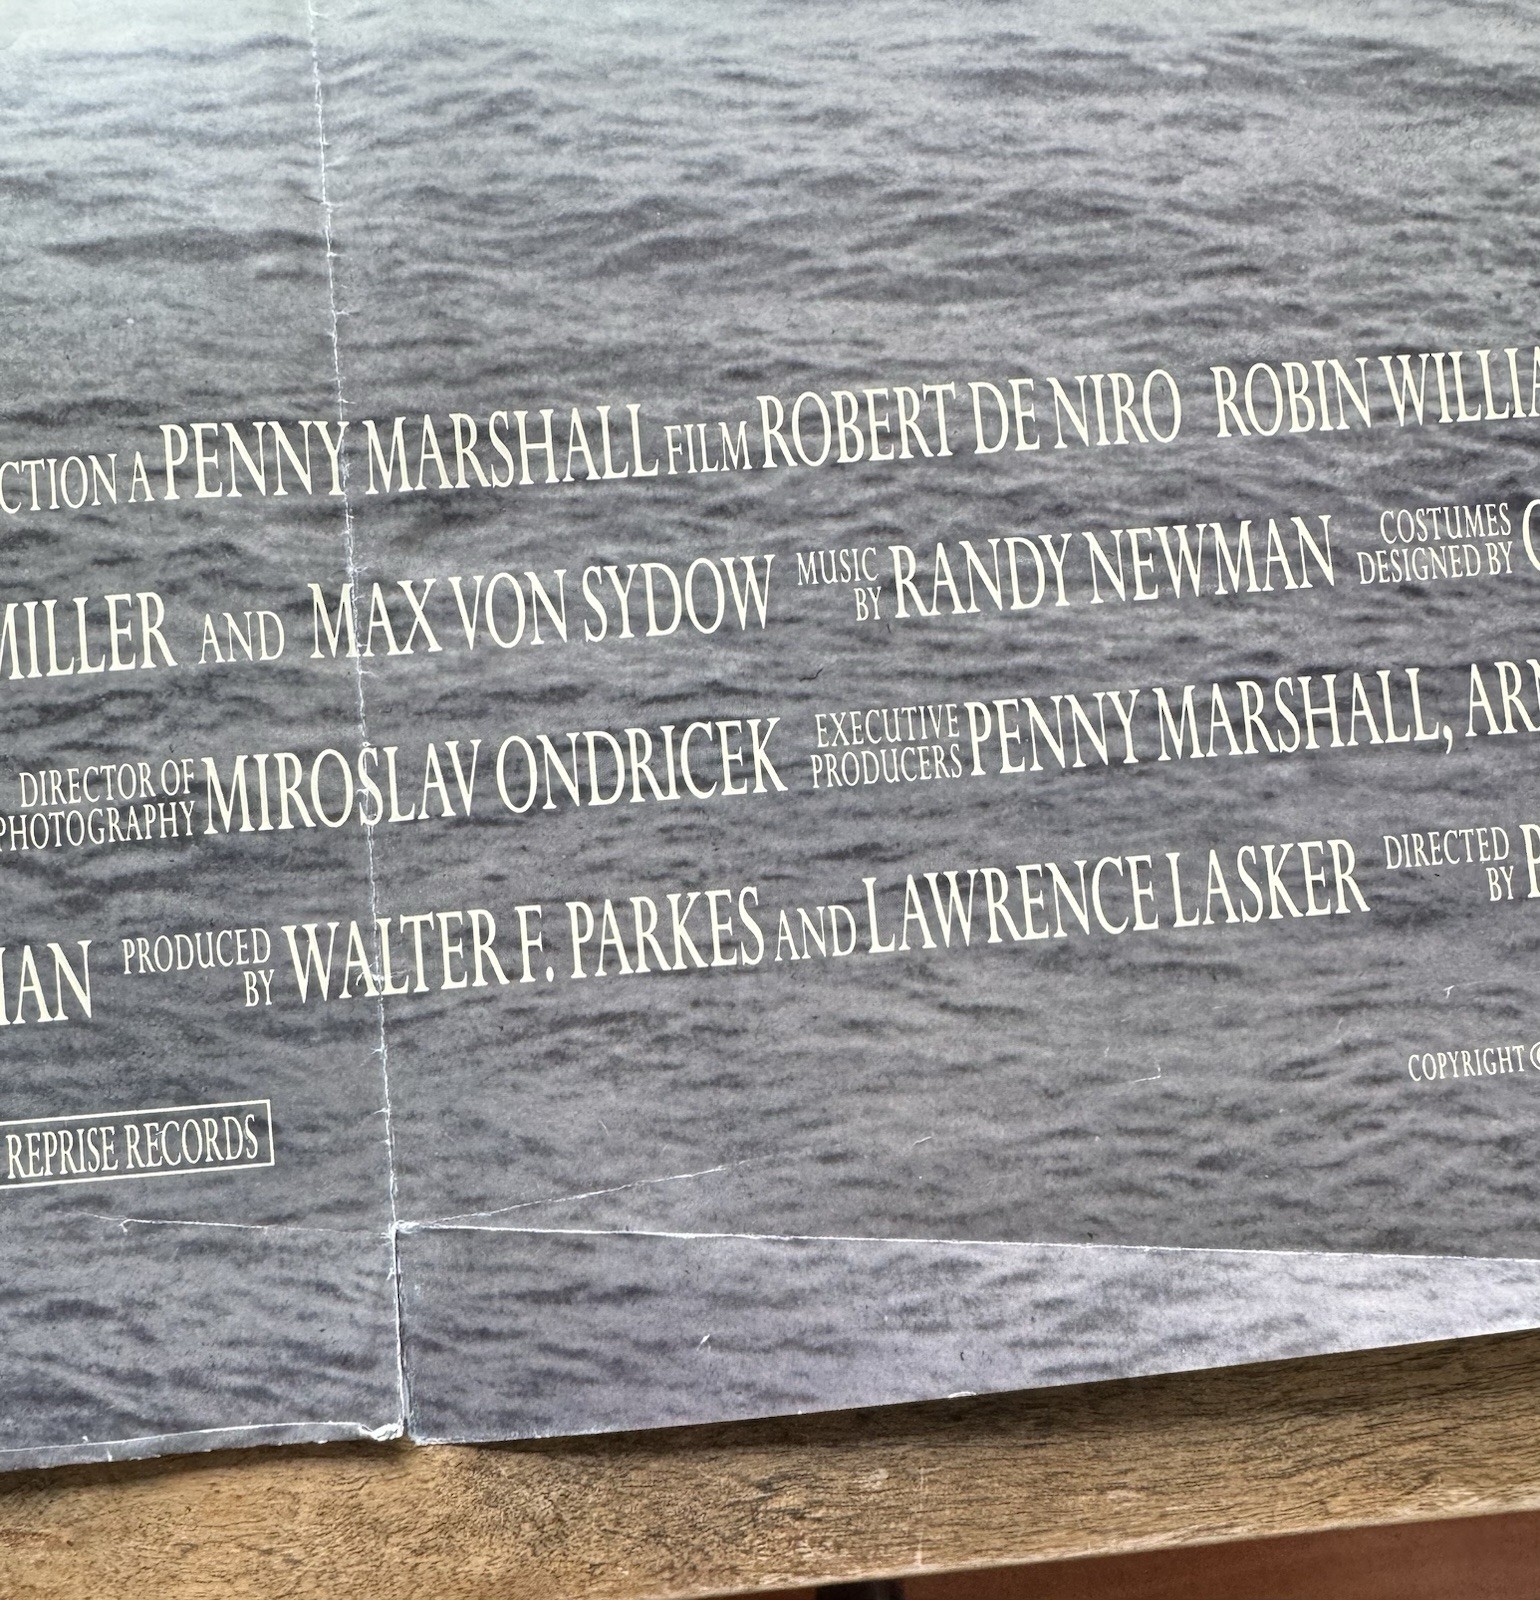 CTION A PENNY MARSHALL FILM ROBERT DE NIRO ROBIN WILLIA
MILLER AND MAX VON SYDOW MUSIC BY RANDY NEWMAN COSTUMES DESIGNED BY
DIRECTOR OF PHOTOGRAPHY MIROSLAV ONDRICEK EXECUTIVE PRODUCERS PENNY MARSHALL, AR
PRODUCED BY WALTER F. PARKES AND LAWRENCE LASKER DIRECTED BY P
COPYRIGHT ©
REPRISE RECORDS